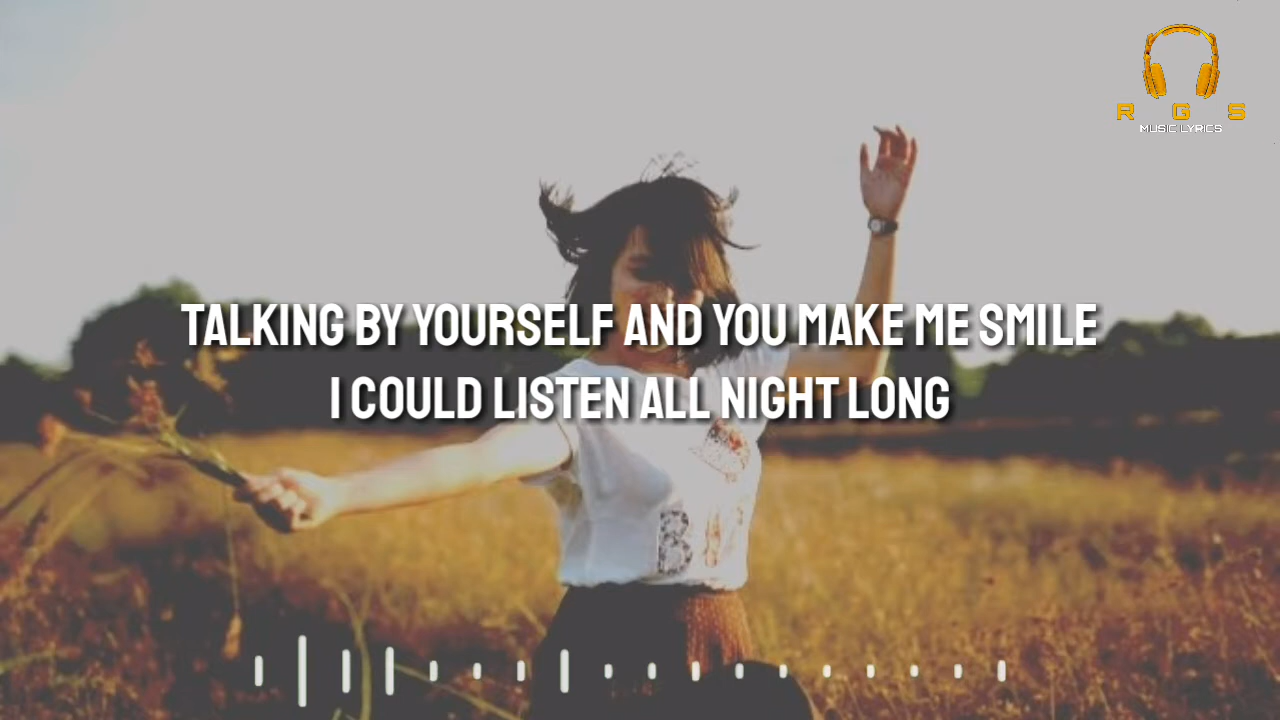 R G S
MUSIC LYRICS
TALKING BY YOURSELF AND YOU MAKE ME SMILE
I COULD LISTEN ALL NIGHT LONG